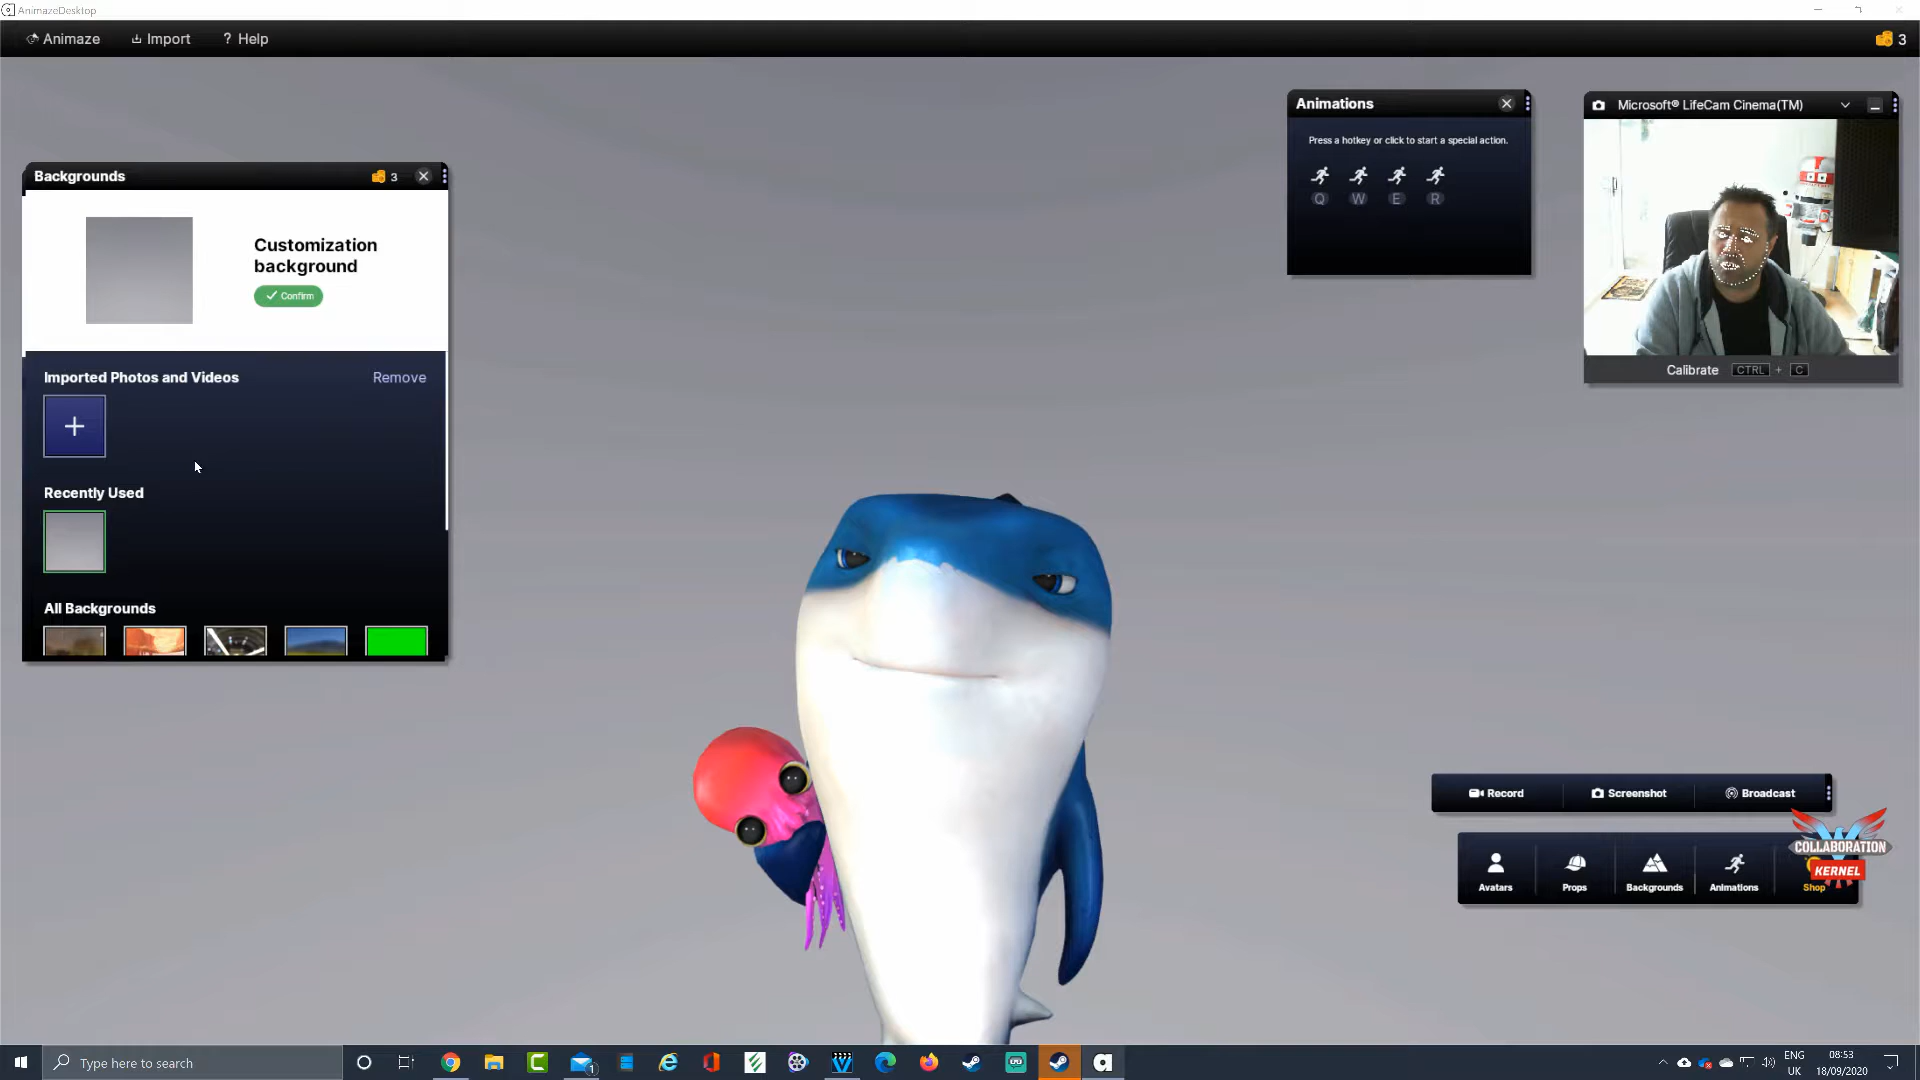 AnimazeDesktop
Animaze
Import
? Help
3
Backgrounds
3
Customization
background
Confirm
Imported Photos and Videos
Remove
Recently Used
All Backgrounds
Animations
Press a hotkey or click to start a special action.
Q
W
E
R
Microsoft® LifeCam Cinema(TM)
Calibrate CTRL + C
Record
Screenshot
Broadcast
Avatars
Props
Backgrounds
Animations
Shop
COLLABORATION
KERNEL
Type here to search
1
ENG
UK
08:53
18/09/2020